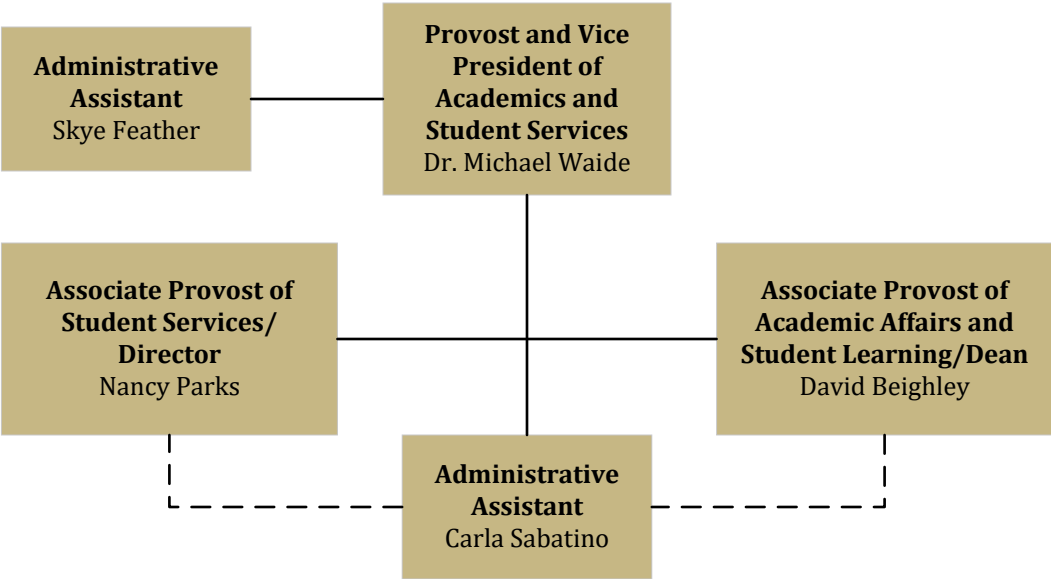 Administrative
Assistant
Skye Feather
Provost and Vice
President of
Academics and
Student Services
Dr. Michael Waide
Associate Provost of
Student Services/
Director
Nancy Parks
Associate Provost of
Academic Affairs and
Student Learning/Dean
David Beighley
Administrative
Assistant
Carla Sabatino